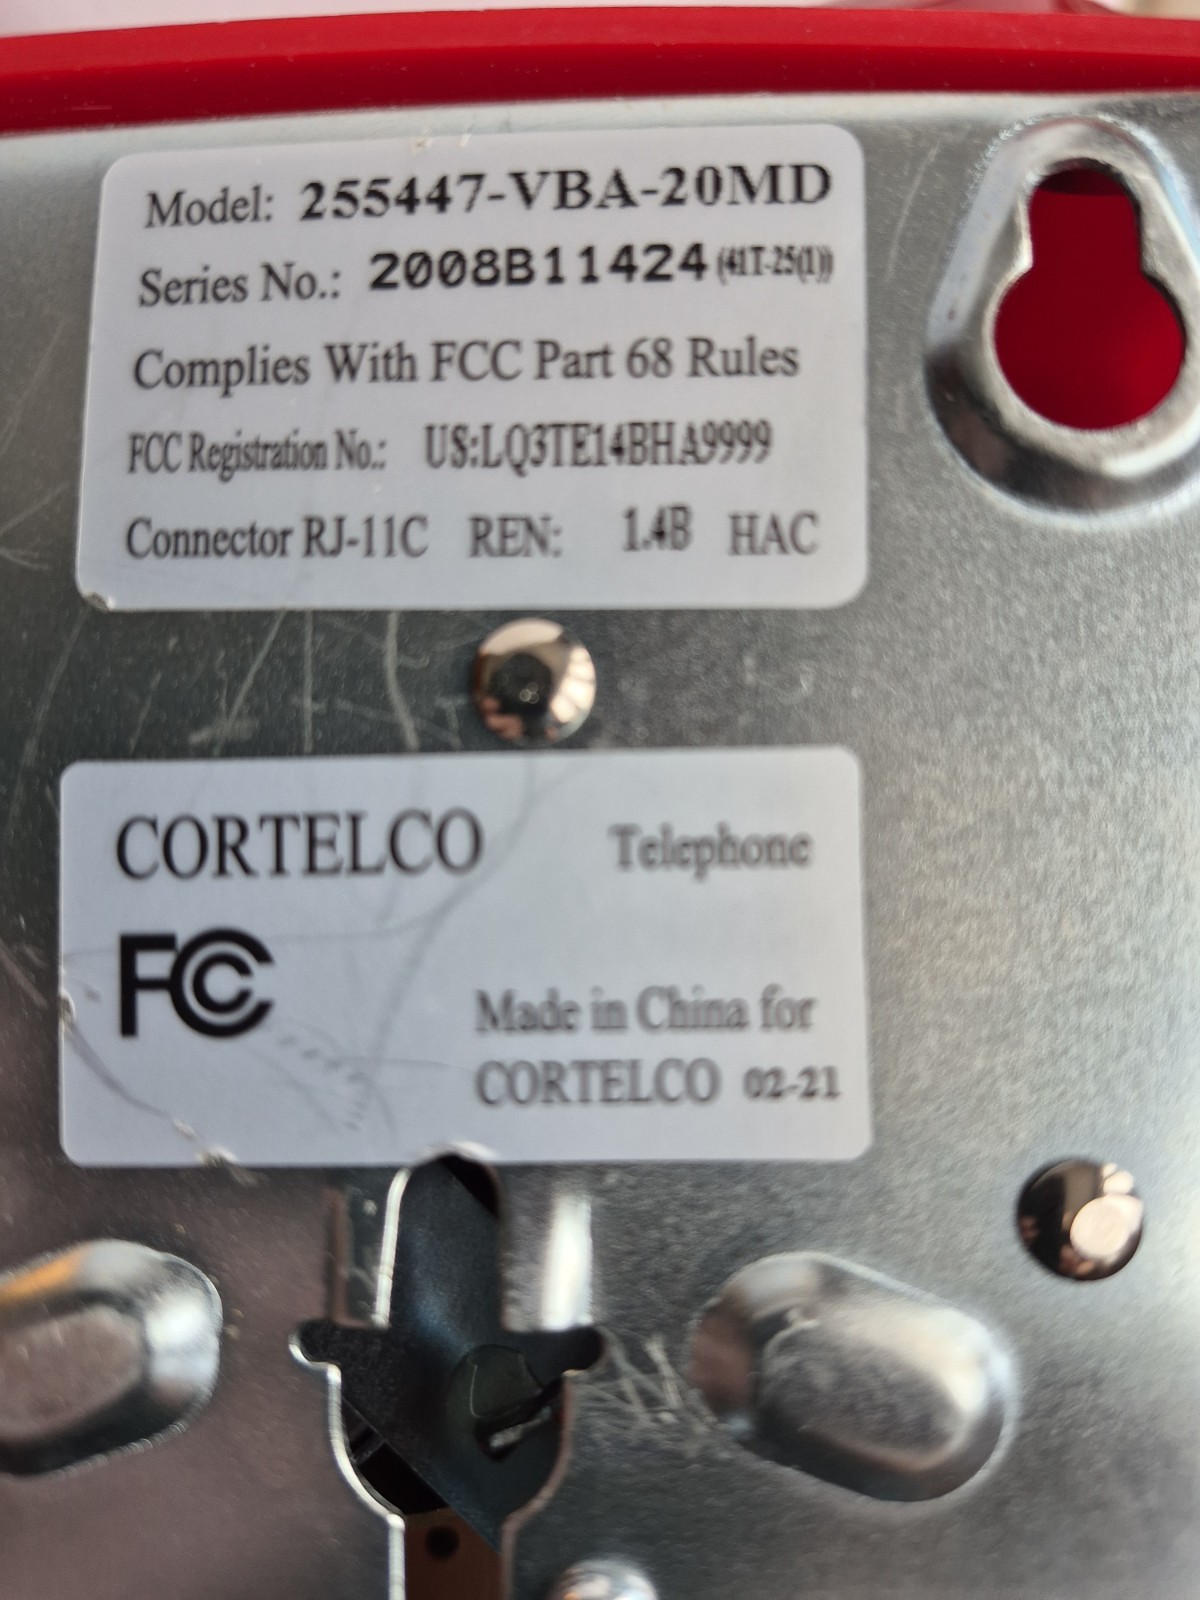 Model: 255447-VBA-20MD
Series No.: 2008B11424 (41T-25(1))
Complies With FCC Part 68 Rules
FCC Registration No.: US:LQ3TE14BHA9999
Connector RJ-11C REN: 1.4B HAC
CORTELCO Telephone
FC
Made in China for
CORTELCO 02-21